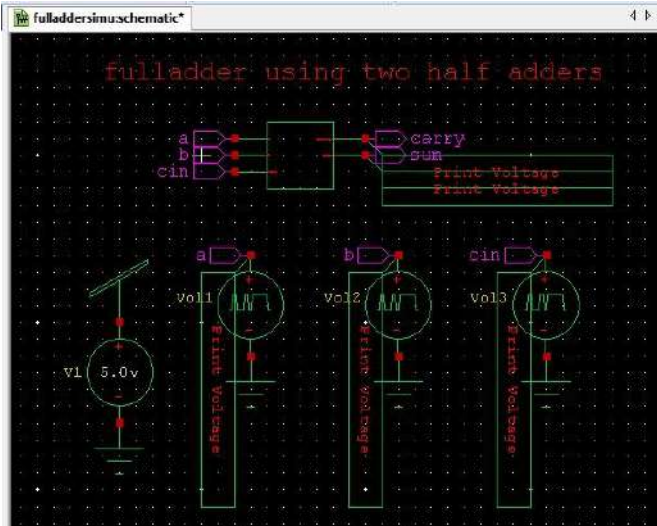 fulladdersimu:schematic*
fulladder using two half adders
a
carry
b
sum
cin
Print Voltage
Print Voltage
a
b
cin
Vol1
Vol2
Vol3
Print Voltage
Print Voltage
Print Voltage
V1
5.0v